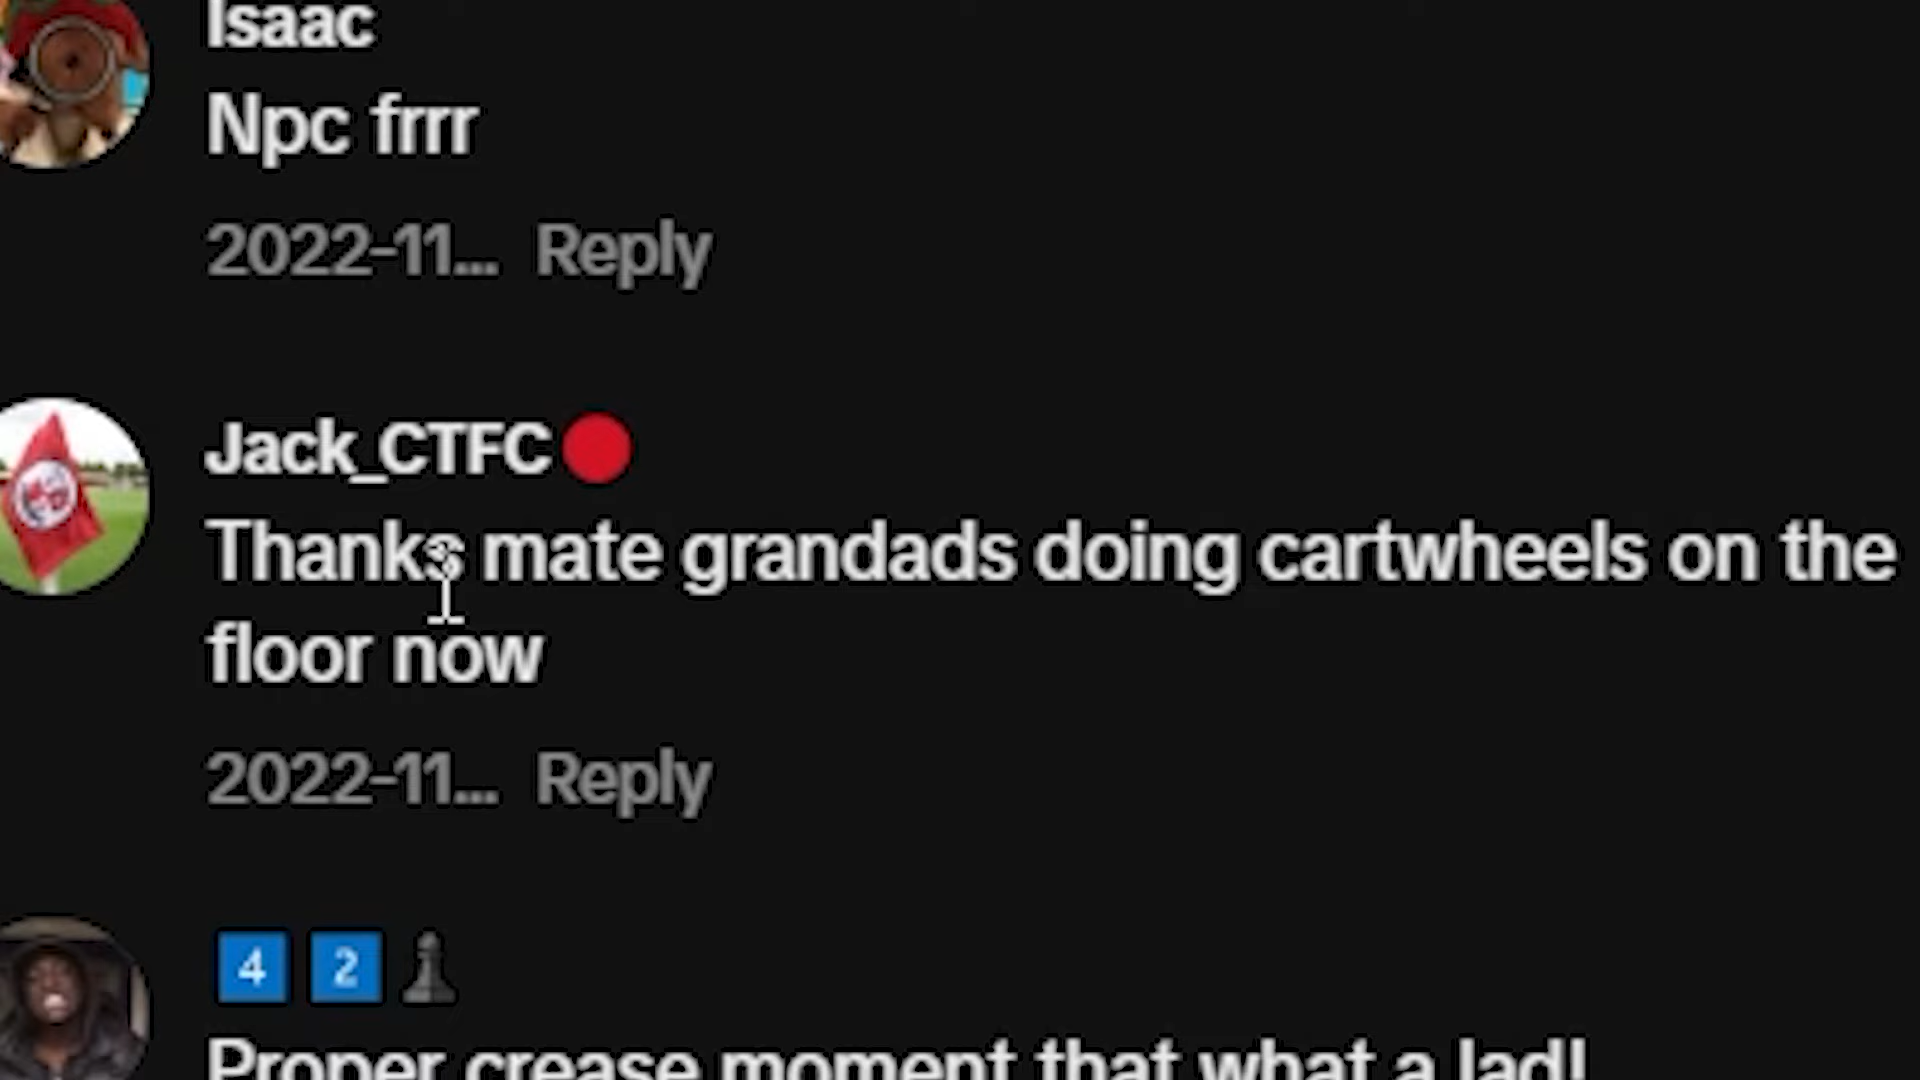 Isaac
Npc frrr
2022-11... Reply
Jack_CTFC🔴
Thanks mate grandads doing cartwheels on the
floor now
2022-11... Reply
4️⃣2️⃣♟
Proper crease moment that what a lad!